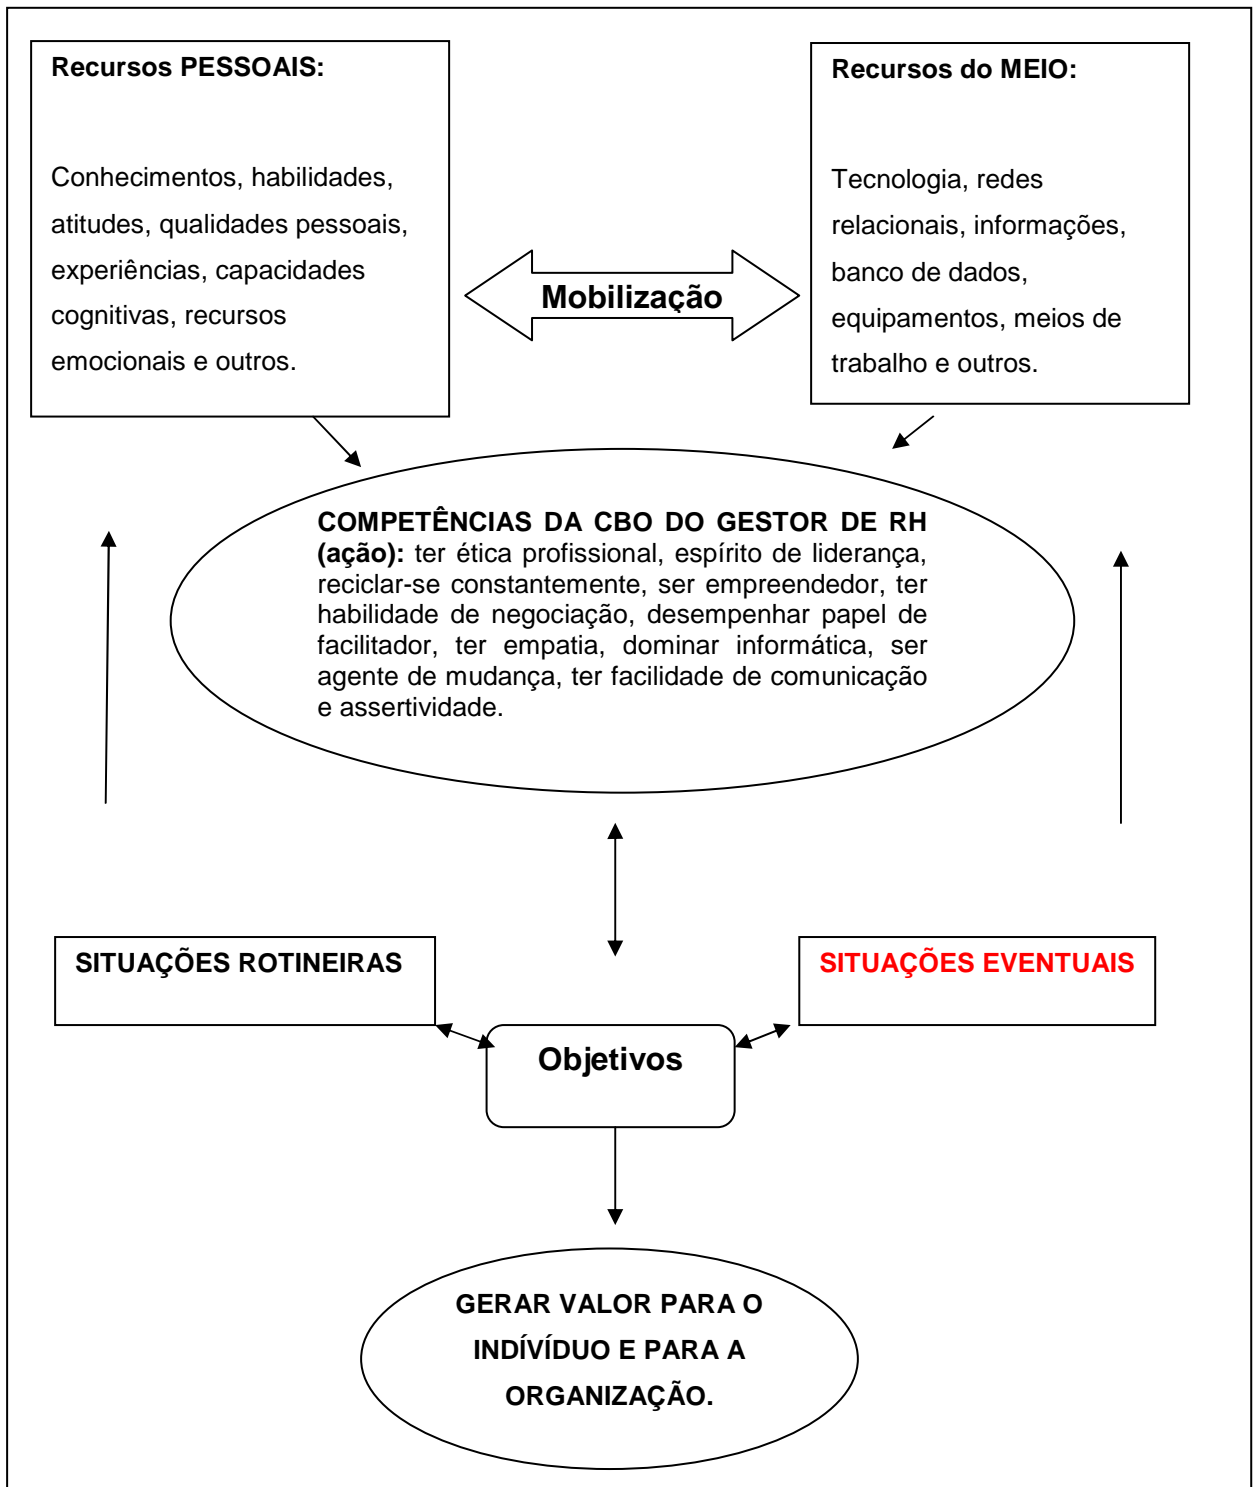 Recursos PESSOAIS:
Conhecimentos, habilidades,
atitudes, qualidades pessoais,
experiências, capacidades
cognitivas, recursos
emocionais e outros.
Mobilização
Recursos do MEIO:
Tecnologia, redes
relacionais, informações,
banco de dados,
equipamentos, meios de
trabalho e outros.
COMPETÊNCIAS DA CBO DO GESTOR DE RH
(ação): ter ética profissional, espírito de liderança,
reciclar-se constantemente, ser empreendedor, ter
habilidade de negociação, desempenhar papel de
facilitador, ter empatia, dominar informática, ser
agente de mudança, ter facilidade de comunicação
e assertividade.
SITUAÇÕES ROTINEIRAS
SITUAÇÕES EVENTUAIS
Objetivos
GERAR VALOR PARA O
INDÍVÍDUO E PARA A
ORGANIZAÇÃO.